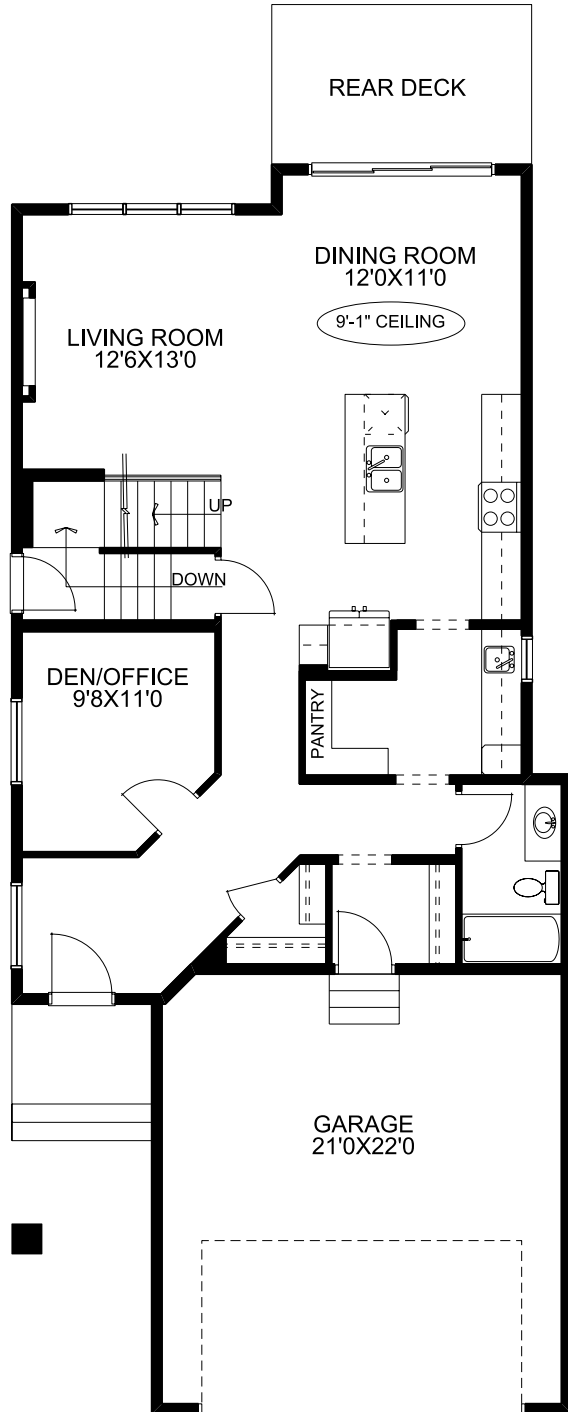 REAR DECK
DINING ROOM
12'0X11'0
9'-1" CEILING
LIVING ROOM
12'6X13'0
UP
DOWN
DEN/OFFICE
9'8X11'0
PANTRY
GARAGE
21'0X22'0